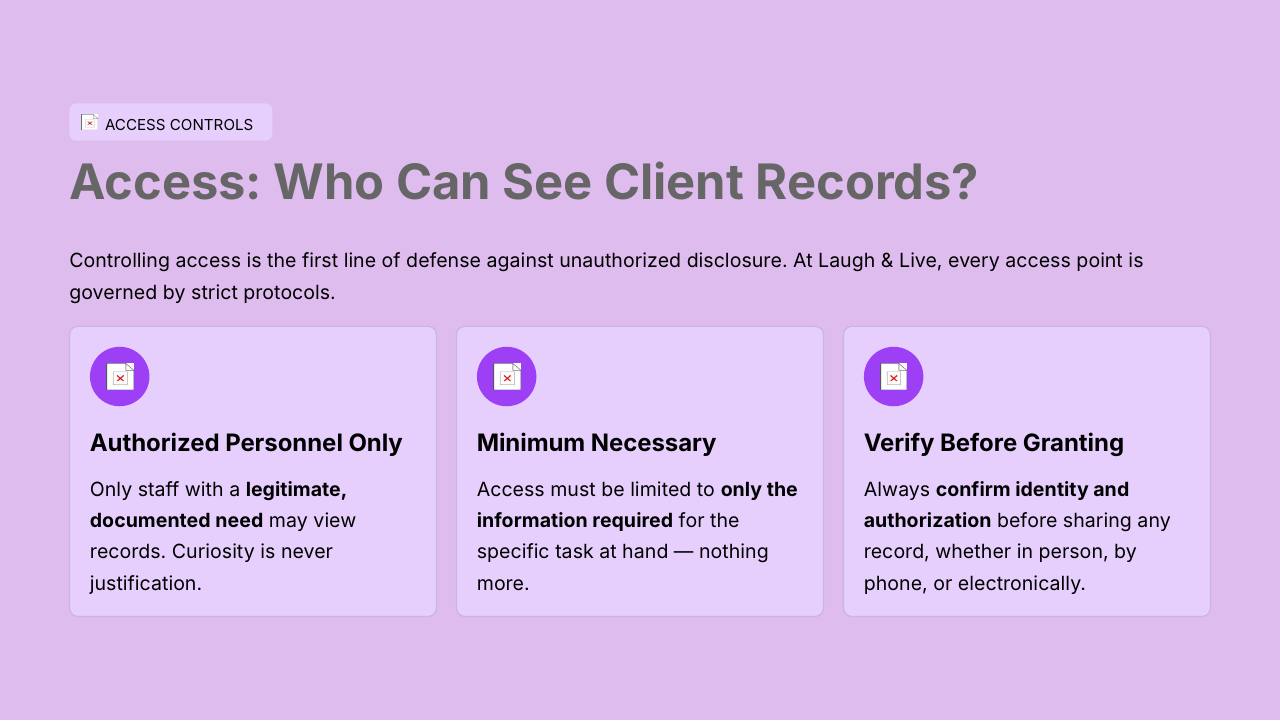 ACCESS CONTROLS
Access: Who Can See Client Records?
Controlling access is the first line of defense against unauthorized disclosure. At Laugh & Live, every access point is
governed by strict protocols.
Authorized Personnel Only
Only staff with a legitimate,
documented need may view
records. Curiosity is never
justification.
Minimum Necessary
Access must be limited to only the
information required for the
specific task at hand — nothing
more.
Verify Before Granting
Always confirm identity and
authorization before sharing any
record, whether in person, by
phone, or electronically.